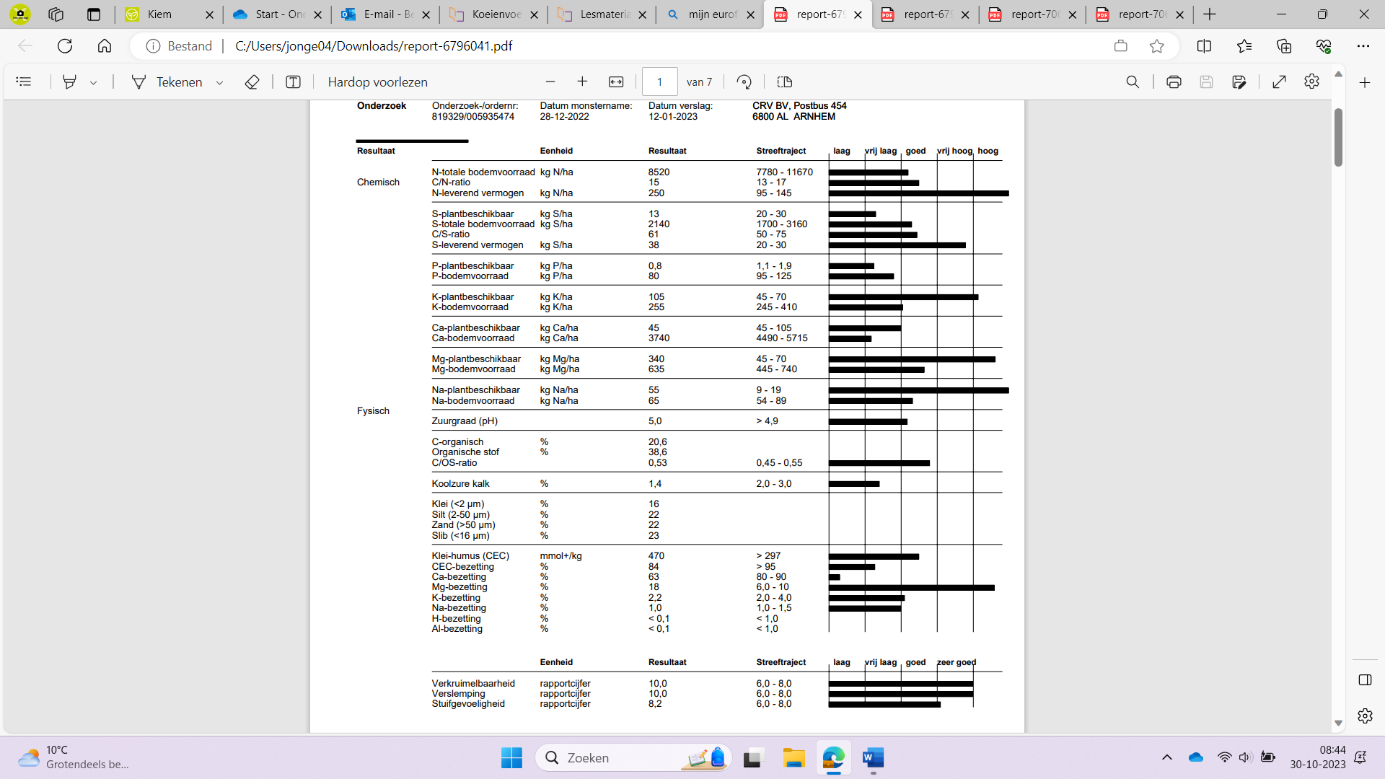 Kiem
Start - One
E-mail - Be
Koeienvoe
Lesmateria
mijn eurof
report-679
report-679
report-706
report-706
Bestand
C:/Users/jonge04/Downloads/report-6796041.pdf
Tekenen
Hardop voorlezen
1 van 7
Onderzoek Onderzoek-/ordernr: Datum monstername: Datum verslag: CRV BV, Postbus 454
819329/005935474 28-12-2022 12-01-2023 6800 AL ARNHEM
Resultaat Eenheid Resultaat Streeftraject laag vrij laag goed vrij hoog hoog
N-totale bodemvoorraad kg N/ha 8520 7780 - 11670
Chemisch C/N-ratio 15 13 - 17
N-leverend vermogen kg N/ha 250 95 - 145
S-plantbeschikbaar kg S/ha 13 20 - 30
S-totale bodemvoorraad kg S/ha 2140 1700 - 3160
C/S-ratio 61 50 - 75
S-leverend vermogen kg S/ha 38 20 - 30
P-plantbeschikbaar kg P/ha 0,8 1,1 - 1,9
P-bodemvoorraad kg P/ha 80 95 - 125
K-plantbeschikbaar kg K/ha 105 45 - 70
K-bodemvoorraad kg K/ha 255 245 - 410
Ca-plantbeschikbaar kg Ca/ha 45 45 - 105
Ca-bodemvoorraad kg Ca/ha 3740 4490 - 5715
Mg-plantbeschikbaar kg Mg/ha 340 45 - 70
Mg-bodemvoorraad kg Mg/ha 635 445 - 740
Na-plantbeschikbaar kg Na/ha 55 9 - 19
Na-bodemvoorraad kg Na/ha 65 54 - 89
Fysisch
Zuurgraad (pH) 5,0 > 4,9
C-organisch % 20,6
Organische stof % 38,6
C/OS-ratio 0,53 0,45 - 0,55
Koolzure kalk % 1,4 2,0 - 3,0
Klei (<2 µm) % 16
Silt (2-50 µm) % 22
Zand (>50 µm) % 22
Slib (<16 µm) % 23
Klei-humus (CEC) mmol+/kg 470 > 297
CEC-bezetting % 84 > 95
Ca-bezetting % 63 80 - 90
Mg-bezetting % 18 6,0 - 10
K-bezetting % 2,2 2,0 - 4,0
Na-bezetting % 1,0 1,0 - 1,5
H-bezetting % < 0,1 < 1,0
Al-bezetting % < 0,1 < 1,0
Eenheid Resultaat Streeftraject laag vrij laag goed zeer goed
Verkruimelbaarheid rapportcijfer 10,0 6,0 - 8,0
Verslemping rapportcijfer 10,0 6,0 - 8,0
Stuifgevoeligheid rapportcijfer 8,2 6,0 - 8,0
10°C
Grotendeels be...
Zoeken
08:44
30-10-2023